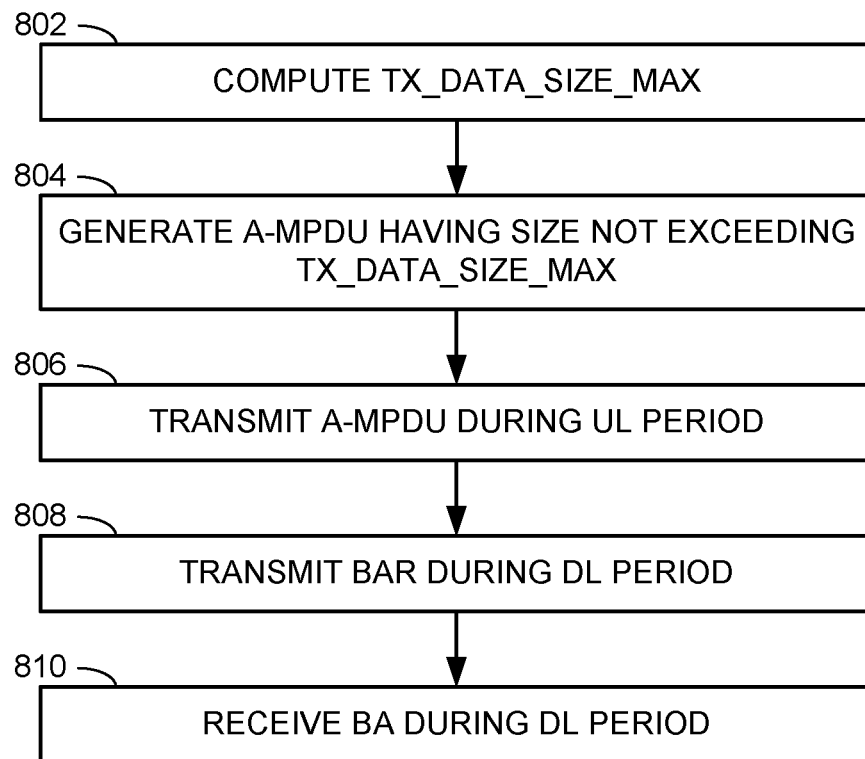 802
COMPUTE TX_DATA_SIZE_MAX
804
GENERATE A-MPDU HAVING SIZE NOT EXCEEDING
TX_DATA_SIZE_MAX
806
TRANSMIT A-MPDU DURING UL PERIOD
808
TRANSMIT BAR DURING DL PERIOD
810
RECEIVE BA DURING DL PERIOD